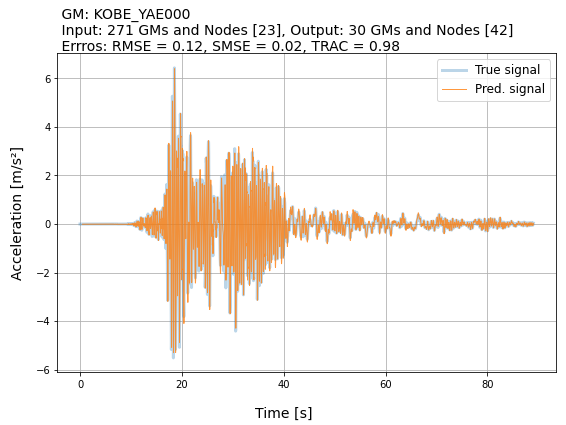 GM: KOBE_YAE000
Input: 271 GMs and Nodes [23], Output: 30 GMs and Nodes [42]
Errros: RMSE = 0.12, SMSE = 0.02, TRAC = 0.98
True signal
Pred. signal
Acceleration [m/s²]
6
4
2
0
−2
−4
−6
0 20 40 60 80
Time [s]